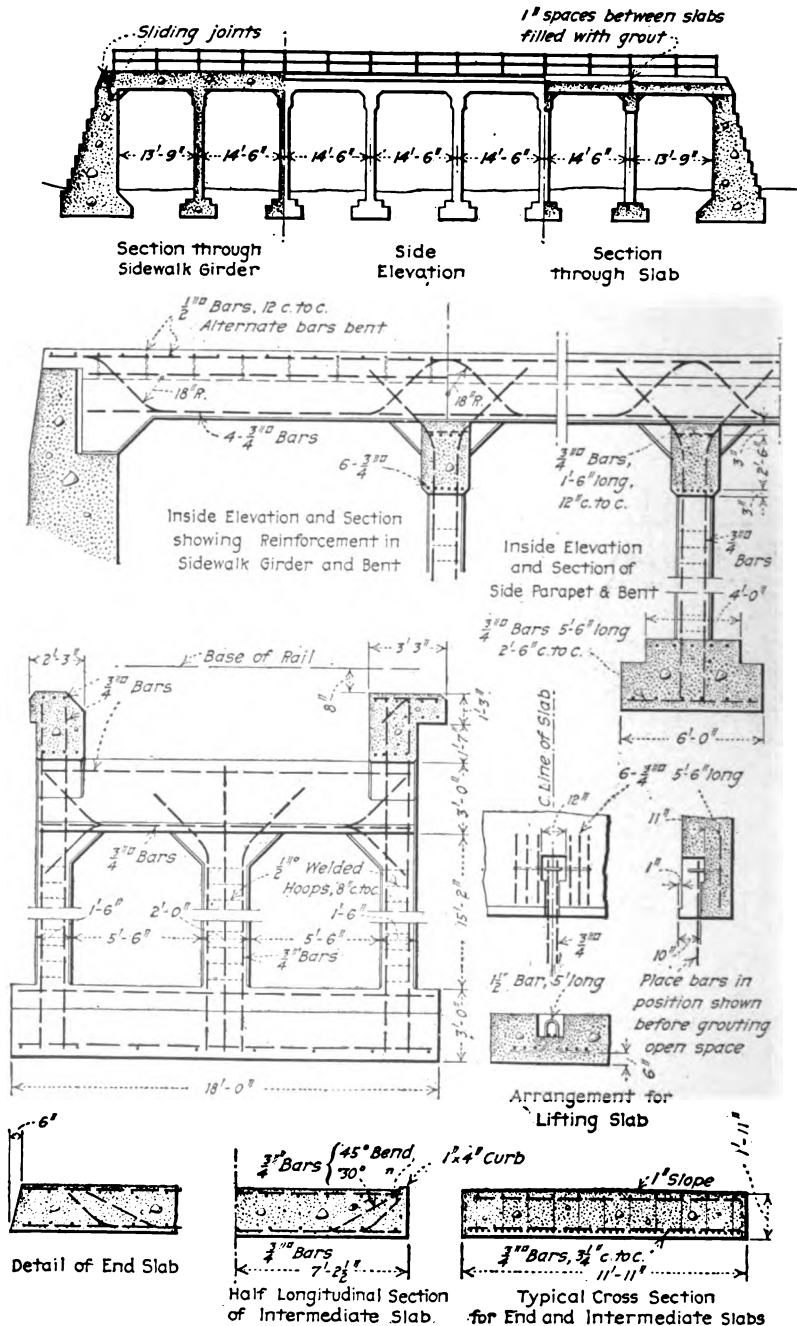 Sliding joints
1" spaces between slabs
filled with grout
13'-9"
14'-6"
14'-6"
14'-6"
14'-6"
14'6"
13'-9"
Section through
Sidewalk Girder
Side
Elevation
Section
through Slab
1/2"□ Bars, 12 c. to c.
Alternate bars bent
18"R.
18"R.
4-3/4"□ Bars
6-3/4"□
3/4"□ Bars,
1'-6" long,
12" c. to c.
3"
2'-6"
3"
Inside Elevation and Section
showing Reinforcement in
Sidewalk Girder and Bent
Inside Elevation
and Section of
Side Parapet & Bent
3/4"□
Bars
4'-0"
3/4"□ Bars 5'-6" long
2'-6" c. to c.
6'-0"
2'-3"
Base of Rail
3'3"
3/4"□ Bars
8"
1'-3"
1'-7"
3'-0"
3/4"□ Bars
1/2"° Welded
Hoops, 8" c. to c.
1'-6"
2'-0"
1'-6"
5'-6"
5'-6"
3/4" Bars
15'-2"
3'-0"
18'-0"
C. Line of Slab
12"
6-3/4"□ 5'-6" long
11"
1"
3/4"□
10"
1 1/2" Bar, 5' long
Place bars in
position shown
before grouting
open space
6"
Arrangement for
Lifting Slab
6"
3/4"□ Bars { 45° Bend
30° "
1" x 4" Curb
1" Slope
1'-11"
Detail of End Slab
3/4"□ Bars
7'-2 1/2"
Half Longitudinal Section
of Intermediate Slab.
3/4"□ Bars, 3 1/4" c. to c.
11'-11"
Typical Cross Section
for End and Intermediate Slabs